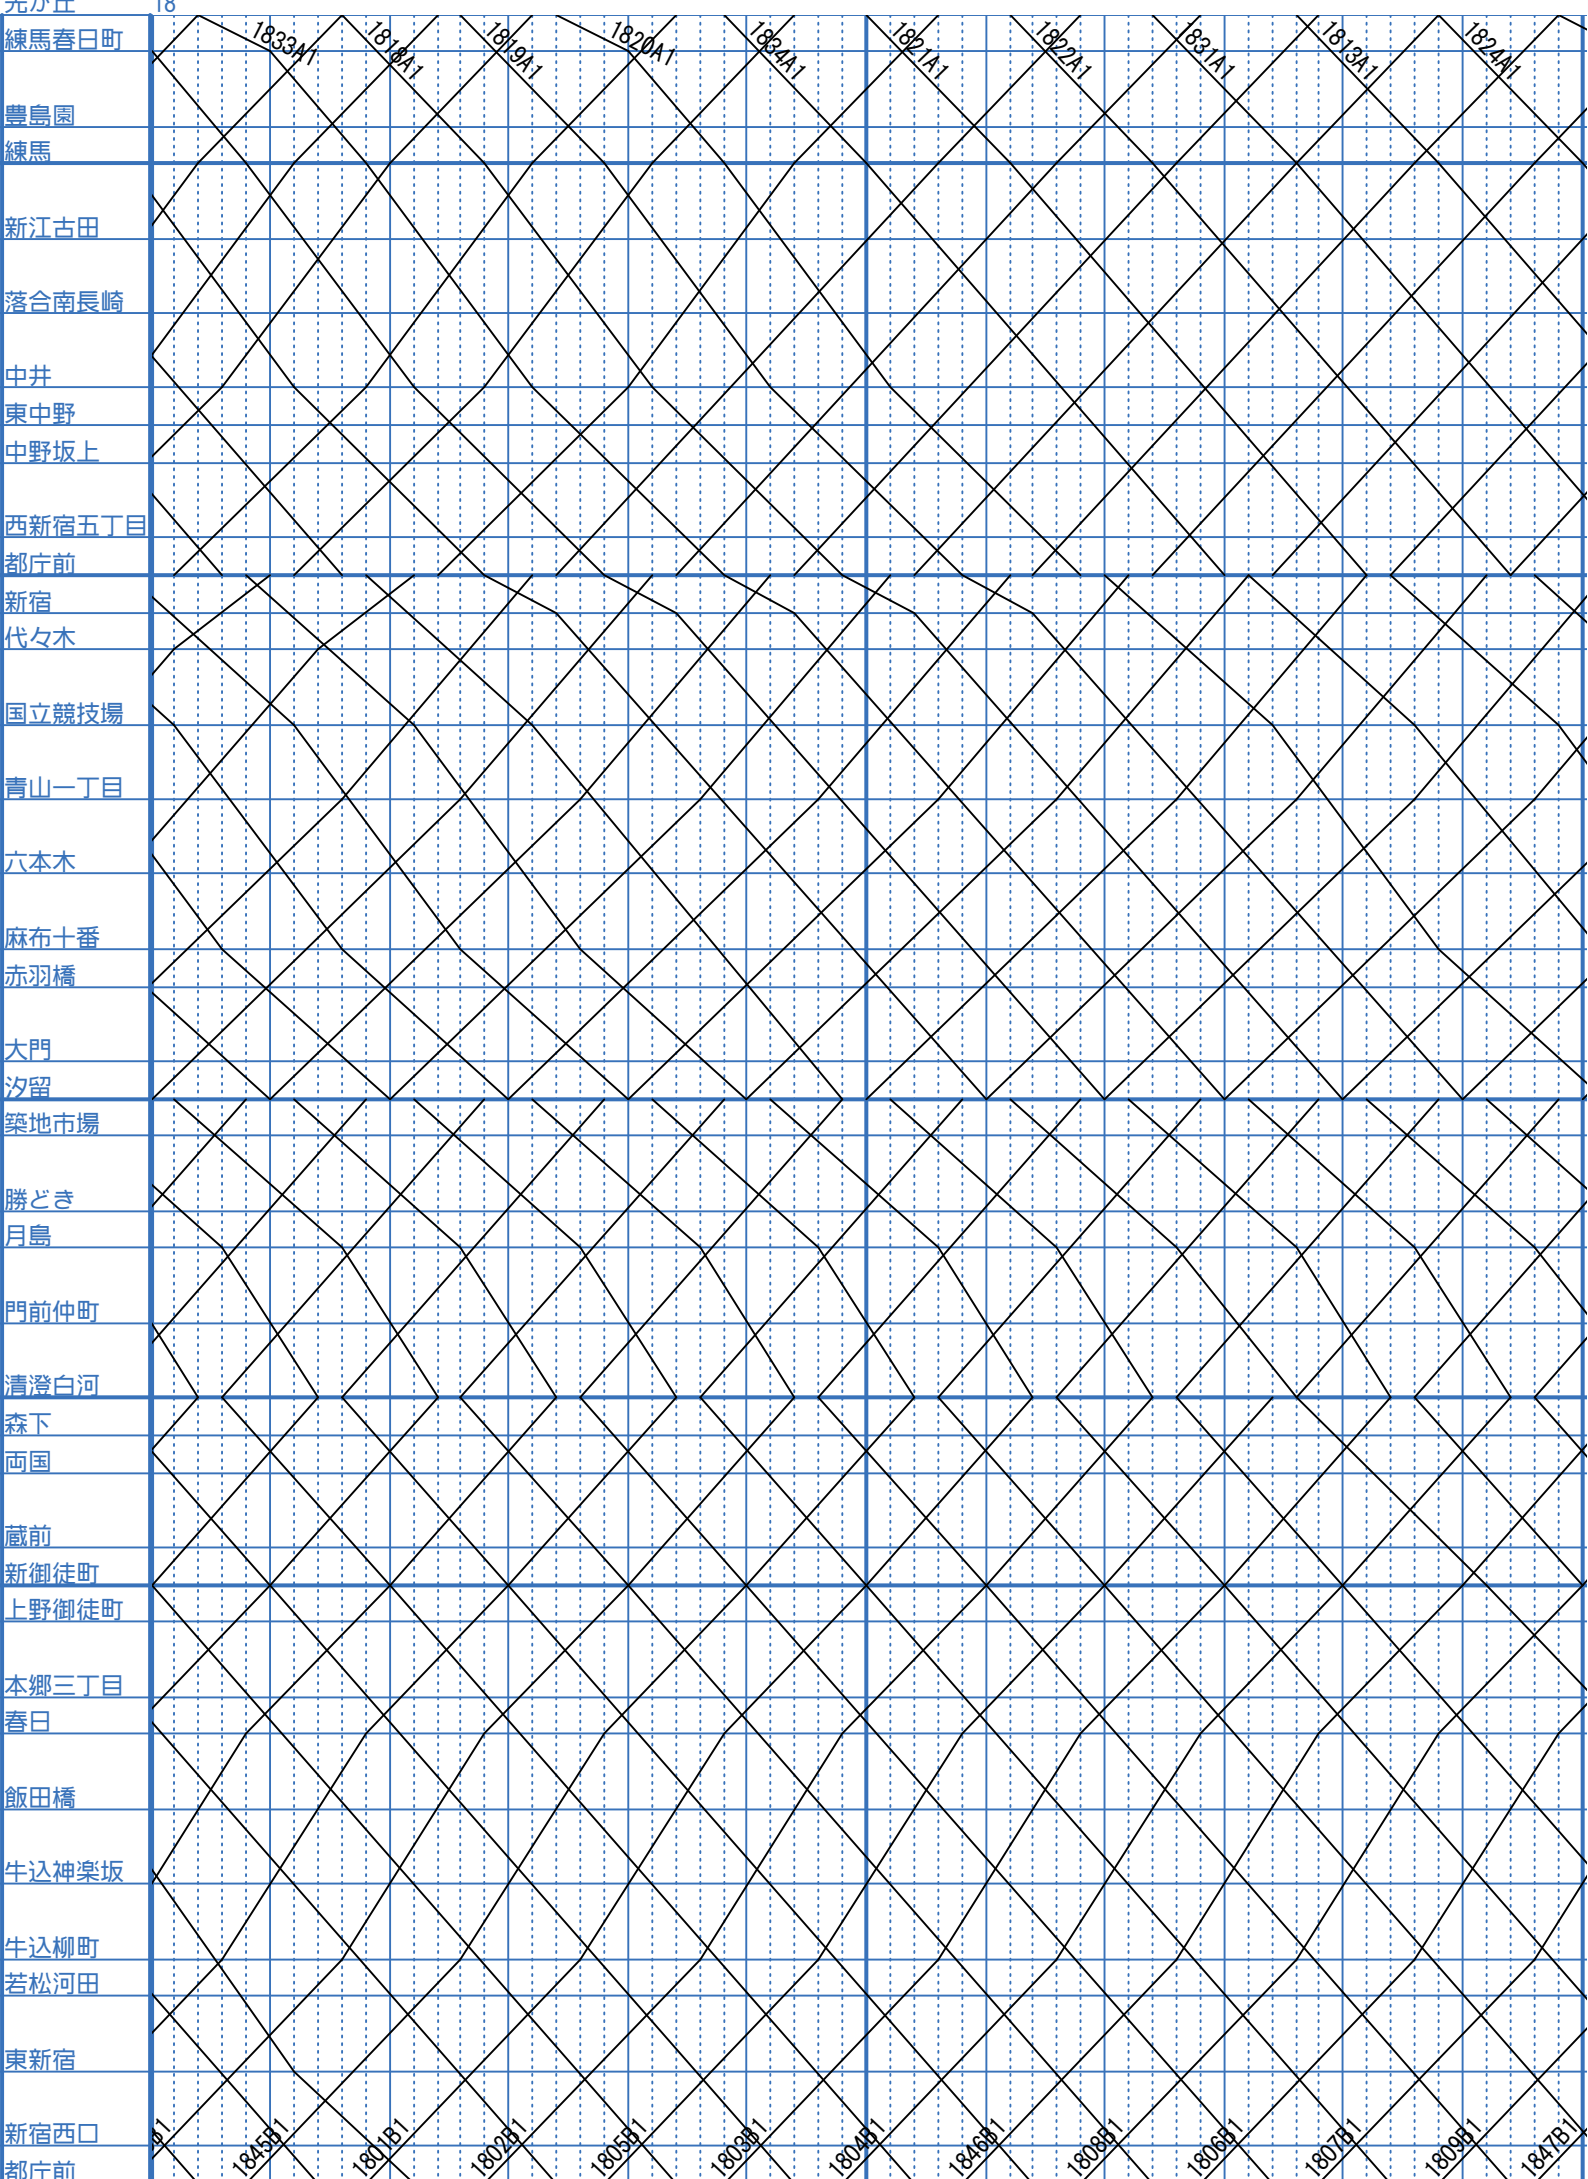 光が丘 18
練馬春日町 1833A1 1818A1 1819A1 1820A1 1834A1 1821A1 1822A1 1831A1 1813A1 1824A1
豊島園
練馬
新江古田
落合南長崎
中井
東中野
中野坂上
西新宿五丁目
都庁前
新宿
代々木
国立競技場
青山一丁目
六本木
麻布十番
赤羽橋
大門
汐留
築地市場
勝どき
月島
門前仲町
清澄白河
森下
両国
蔵前
新御徒町
上野御徒町
本郷三丁目
春日
飯田橋
牛込神楽坂
牛込柳町
若松河田
東新宿
新宿西口 B1 1845B1 1801B1 1802B1 1805B1 1803B1 1804B1 1846B1 1808B1 1806B1 1807B1 1809B1 1847B1
都庁前